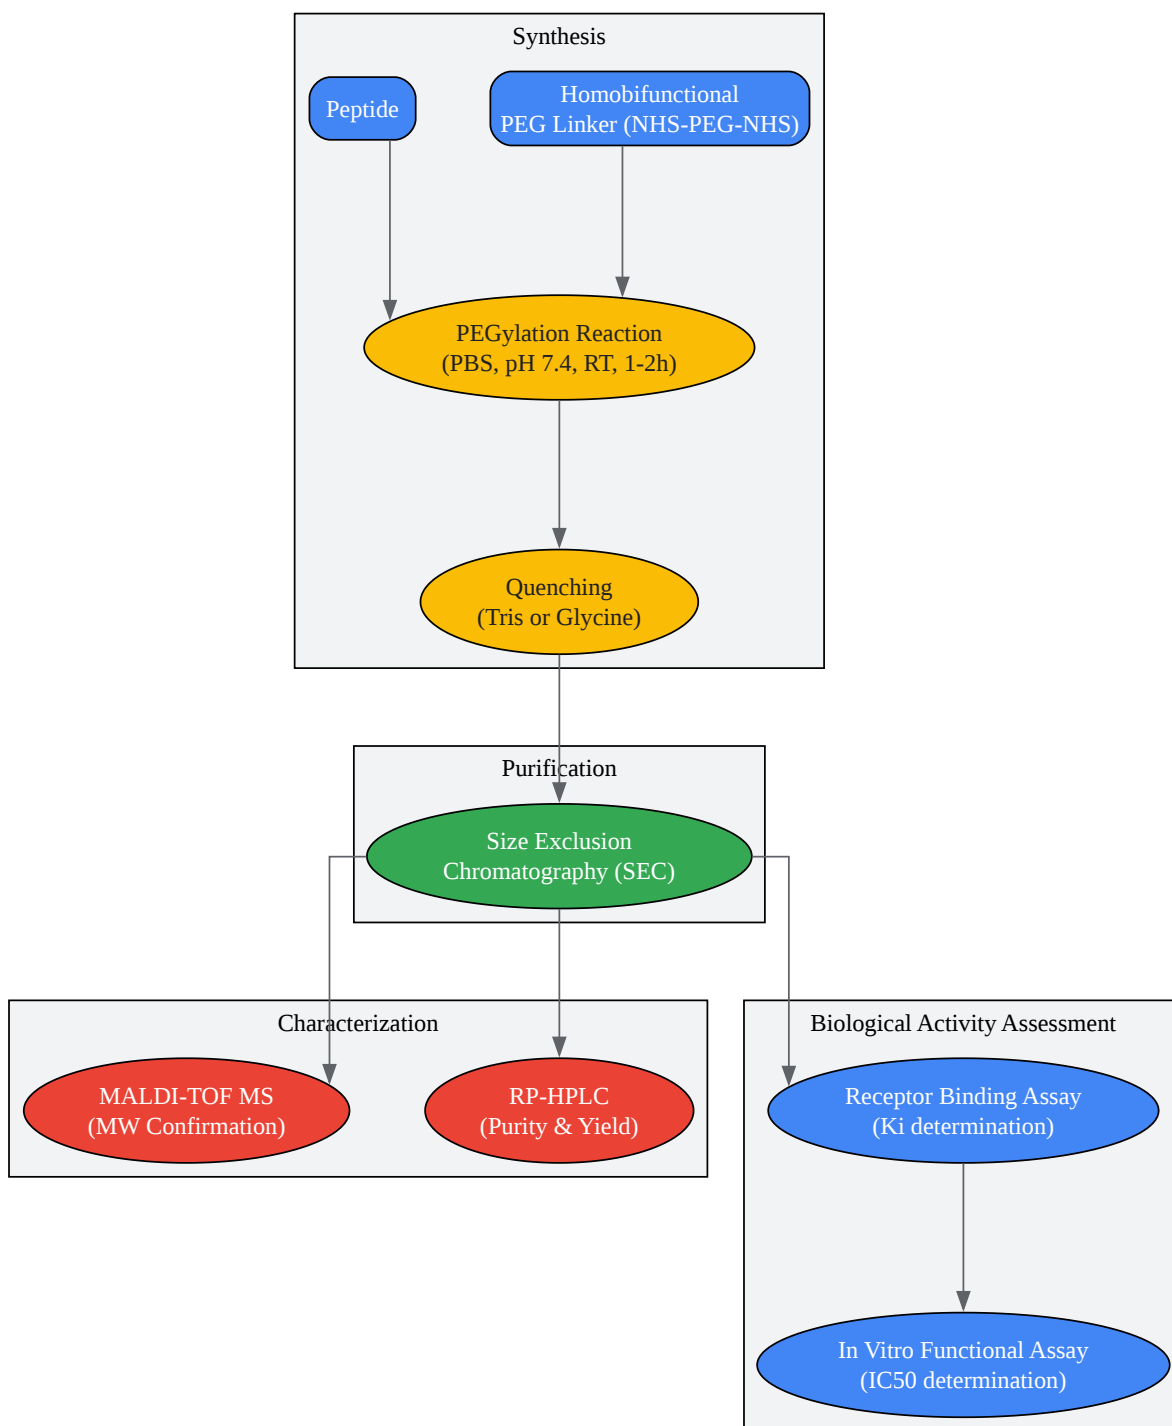 Synthesis
Peptide
Homobifunctional
PEG Linker (NHS-PEG-NHS)
PEGylation Reaction
(PBS, pH 7.4, RT, 1-2h)
Quenching
(Tris or Glycine)
Purification
Size Exclusion
Chromatography (SEC)
Characterization
MALDI-TOF MS
(MW Confirmation)
RP-HPLC
(Purity & Yield)
Biological Activity Assessment
Receptor Binding Assay
(Ki determination)
In Vitro Functional Assay
(IC50 determination)